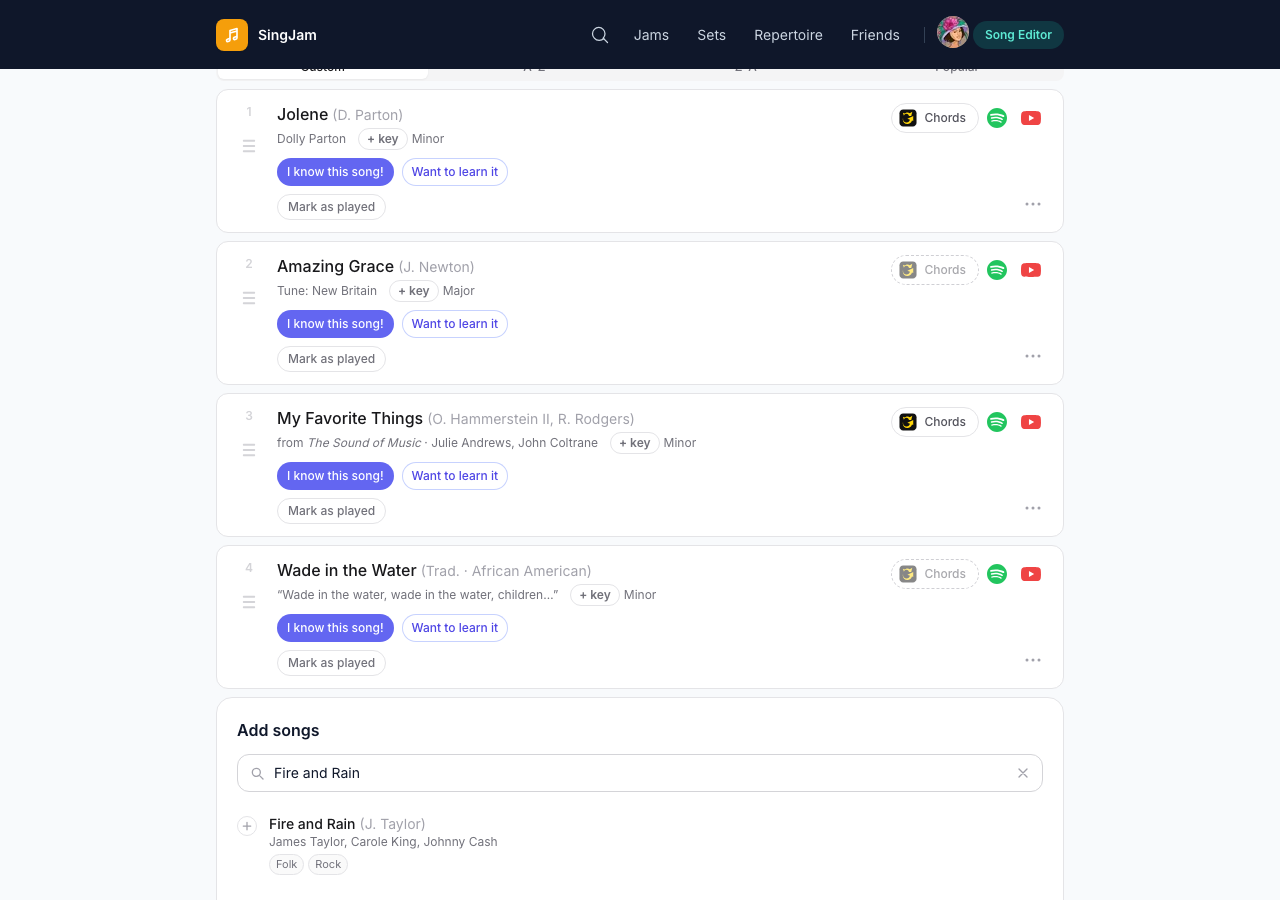 SingJam
Jams
Sets
Repertoire
Friends
Song Editor
Custom
A-Z
Z-A
Popular
1
Jolene (D. Parton)
Chords
Dolly Parton + key Minor
I know this song! Want to learn it
Mark as played
2
Amazing Grace (J. Newton)
Chords
Tune: New Britain + key Major
I know this song! Want to learn it
Mark as played
3
My Favorite Things (O. Hammerstein II, R. Rodgers)
Chords
from The Sound of Music · Julie Andrews, John Coltrane + key Minor
I know this song! Want to learn it
Mark as played
4
Wade in the Water (Trad. · African American)
Chords
“Wade in the water, wade in the water, children…” + key Minor
I know this song! Want to learn it
Mark as played
Add songs
Fire and Rain
Fire and Rain (J. Taylor)
James Taylor, Carole King, Johnny Cash
Folk Rock